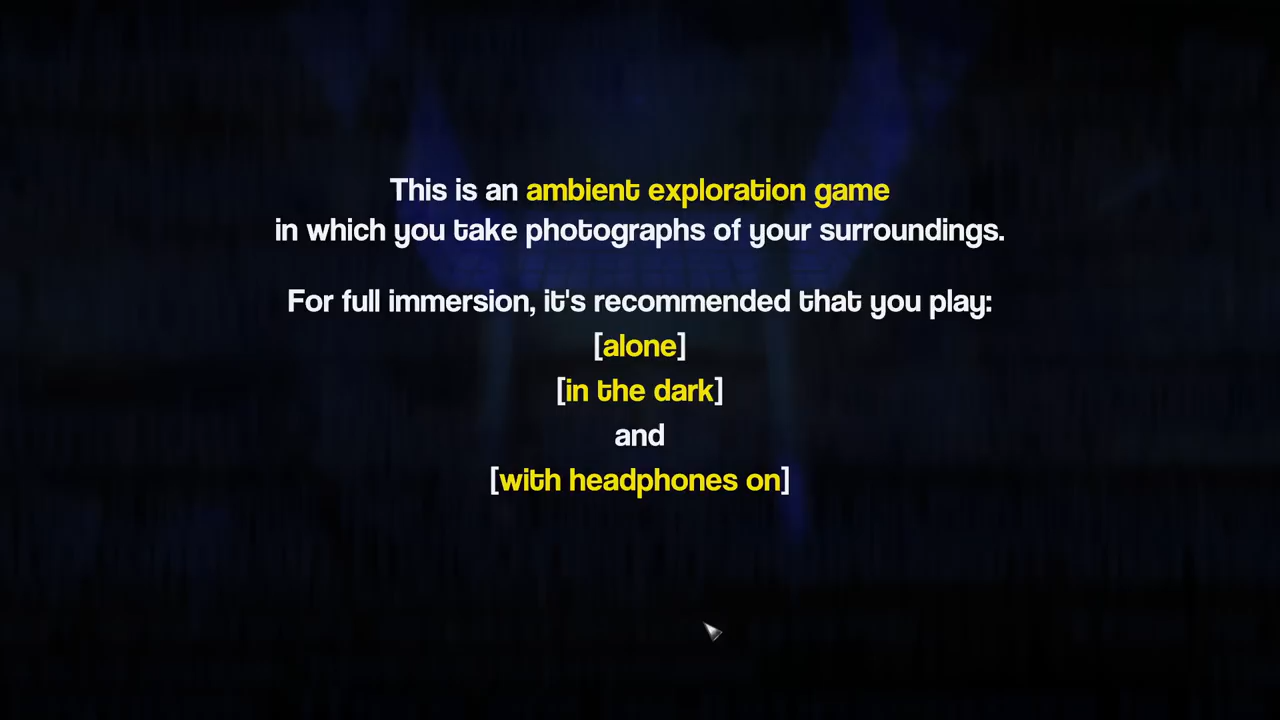 This is an ambient exploration game
in which you take photographs of your surroundings.
For full immersion, it's recommended that you play:
[alone]
[in the dark]
and
[with headphones on]